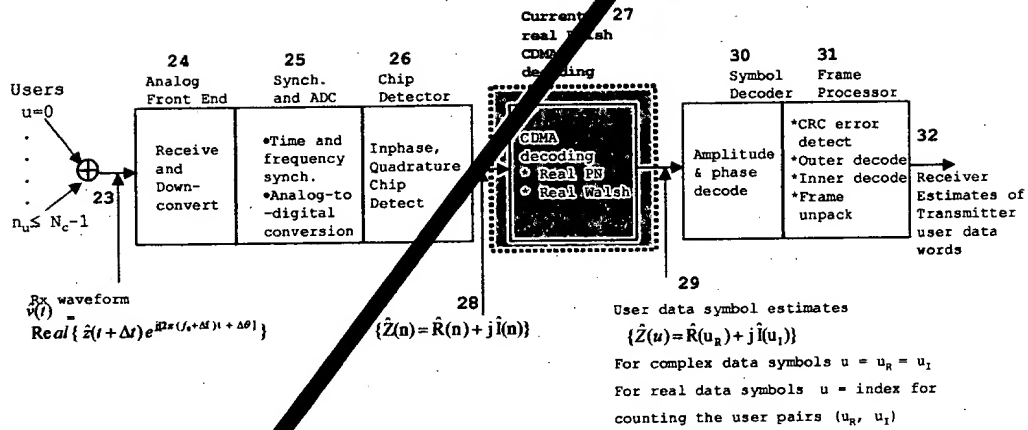 Current 27
real Walsh
CDMA
decoding
24
Analog
Front End
25
Synch.
and ADC
26
Chip
Detector
30
Symbol
Decoder
31
Frame
Processor
Users
u=0
23
n_u≤ N_c-1
Receive
and
Down-
convert
•Time and
frequency
synch.
•Analog-to
-digital
conversion
Inphase,
Quadrature
Chip
Detect
CDMA
decoding
* Real PN
* Real Walsh
Amplitude
& phase
decode
*CRC error
detect
*Outer decode
*Inner decode
*Frame
unpack
32
Receiver
Estimates of
Transmitter
user data
words
Rx waveform
v(t) =
Real{ẑ(t+Δt)e^{j[2π(f₀+Δf)t + Δθ]}}
28
{Ẑ(n)=R̂(n)+jÎ(n)}
29
User data symbol estimates
{Ẑ(u)=R̂(u_R)+jÎ(u_I)}
For complex data symbols u = u_R = u_I
For real data symbols u = index for
counting the user pairs (u_R, u_I)